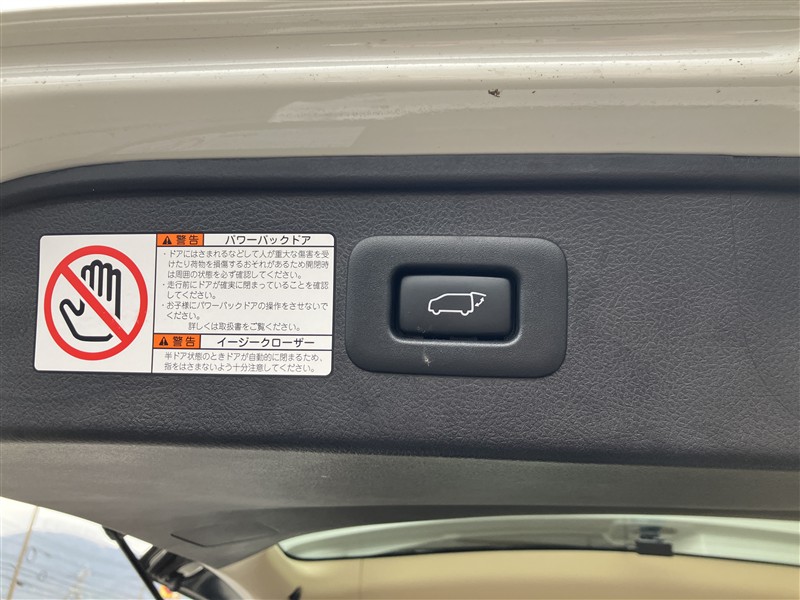 警告 パワーバックドア
・ドアにはさまれるなどして人が重大な傷害を受
けたり荷物を損傷するおそれがあるため開閉時
は周囲の状態を必ず確認してください。
・走行前にドアが確実に閉まっていることを確認
してください。
・お子様にパワーバックドアの操作をさせないで
ください。
詳しくは取扱書をご覧ください。
警告 イージークローザー
半ドア状態のときドアが自動的に閉まるため、
指をはさまないよう十分注意してください。